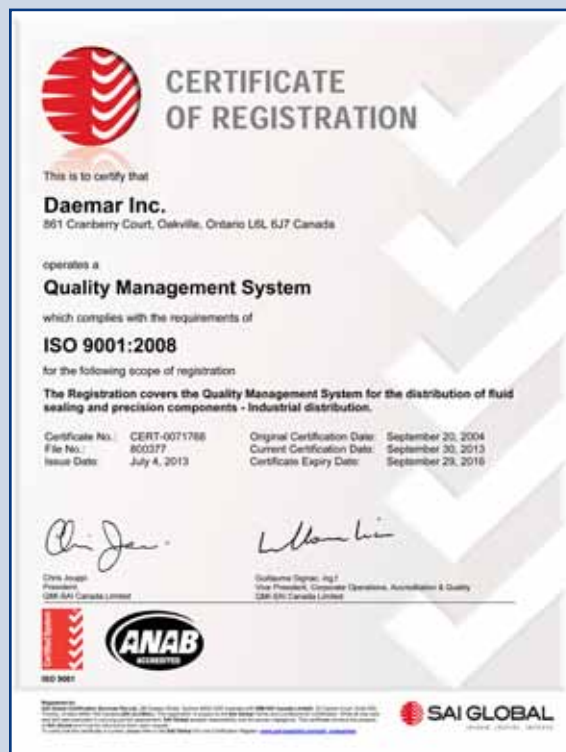 CERTIFICATE
OF REGISTRATION
This is to certify that
Daemar Inc.
861 Cranberry Court, Oakville, Ontario L6L 6J7 Canada
operates a
Quality Management System
which complies with the requirements of
ISO 9001:2008
for the following scope of registration
The Registration covers the Quality Management System for the distribution of fluid
sealing and precision components - Industrial distribution.
Certificate No.: CERT-0071766 Original Certification Date: September 20, 2004
File No.: 800377 Current Certification Date: September 30, 2013
Issue Date: July 4, 2013 Certificate Expiry Date: September 29, 2016
Chris Jouppi Guillaume Signac, ing.f
President Vice President, Corporate Operations, Accreditation & Quality
QMI-SAI Canada Limited QMI-SAI Canada Limited
Certified System
ANAB
ACCREDITED
ISO 9001
SAI GLOBAL